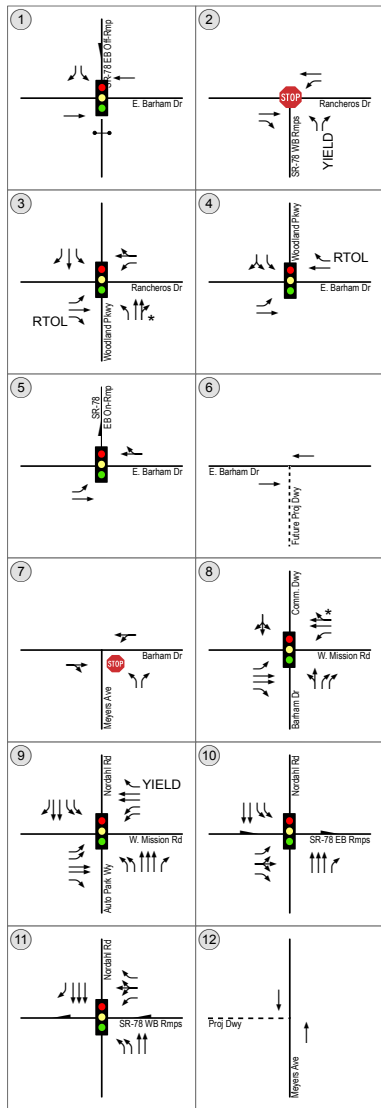 1
SR-78 EB Off-Rmp
E. Barham Dr
2
STOP
Rancheros Dr
SR-78 WB Rmps
YIELD
3
Rancheros Dr
RTOL
Woodland Pkwy
*
4
Woodland Pkwy
RTOL
E. Barham Dr
5
SR-78
EB On-Rmp
E. Barham Dr
6
E. Barham Dr
Future Proj Dwy
7
Barham Dr
STOP
Meyers Ave
8
Comm. Dwy
*
W. Mission Rd
Barham Dr
9
Nordahl Rd
YIELD
W. Mission Rd
Auto Park Wy
10
Nordahl Rd
SR-78 EB Rmps
11
Nordahl Rd
SR-78 WB Rmps
12
Proj Dwy
Meyers Ave